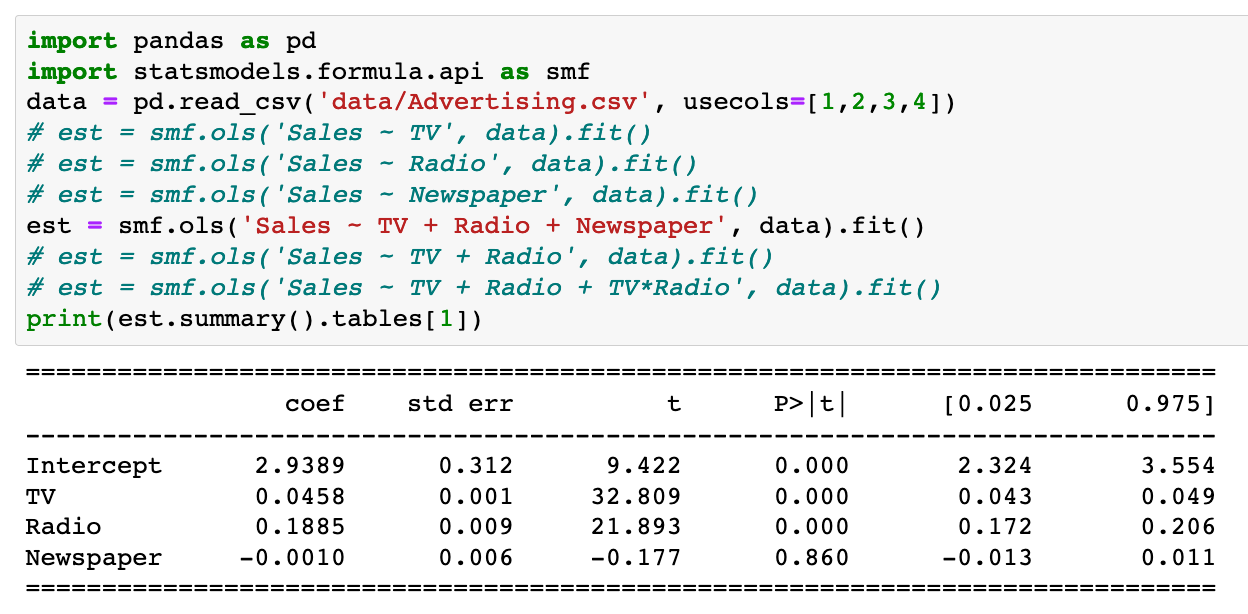 import pandas as pd
import statsmodels.formula.api as smf
data = pd.read_csv('data/Advertising.csv', usecols=[1,2,3,4])
# est = smf.ols('Sales ~ TV', data).fit()
# est = smf.ols('Sales ~ Radio', data).fit()
# est = smf.ols('Sales ~ Newspaper', data).fit()
est = smf.ols('Sales ~ TV + Radio + Newspaper', data).fit()
# est = smf.ols('Sales ~ TV + Radio', data).fit()
# est = smf.ols('Sales ~ TV + Radio + TV*Radio', data).fit()
print(est.summary().tables[1])
==============================================================================
                 coef    std err          t      P>|t|      [0.025      0.975]
------------------------------------------------------------------------------
Intercept      2.9389      0.312      9.422      0.000       2.324       3.554
TV             0.0458      0.001     32.809      0.000       0.043       0.049
Radio          0.1885      0.009     21.893      0.000       0.172       0.206
Newspaper     -0.0010      0.006     -0.177      0.860      -0.013       0.011
==============================================================================